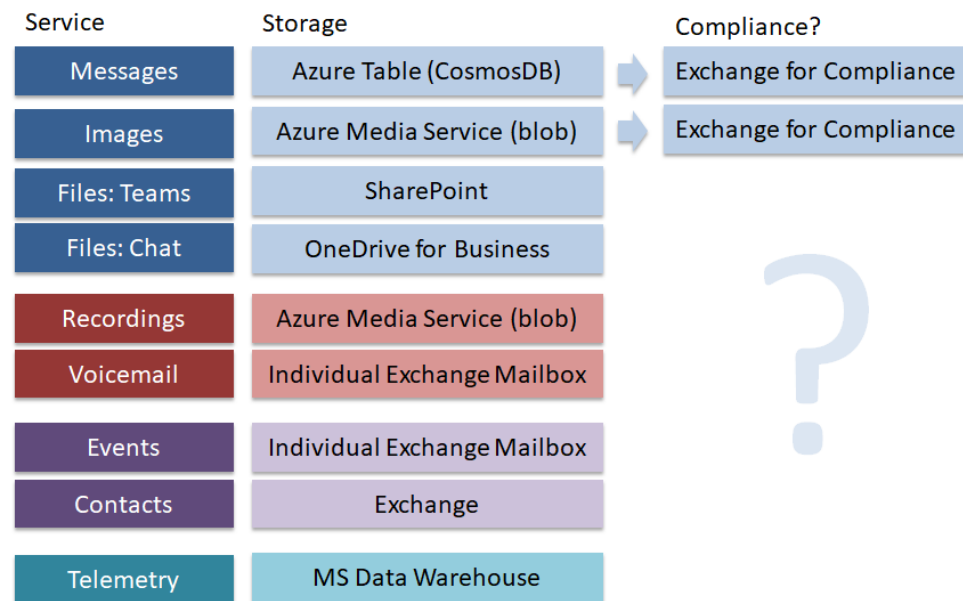 Service Storage Compliance?
Messages Azure Table (CosmosDB) Exchange for Compliance
Images Azure Media Service (blob) Exchange for Compliance
Files: Teams SharePoint
Files: Chat OneDrive for Business
?
Recordings Azure Media Service (blob)
Voicemail Individual Exchange Mailbox
Events Individual Exchange Mailbox
Contacts Exchange
Telemetry MS Data Warehouse